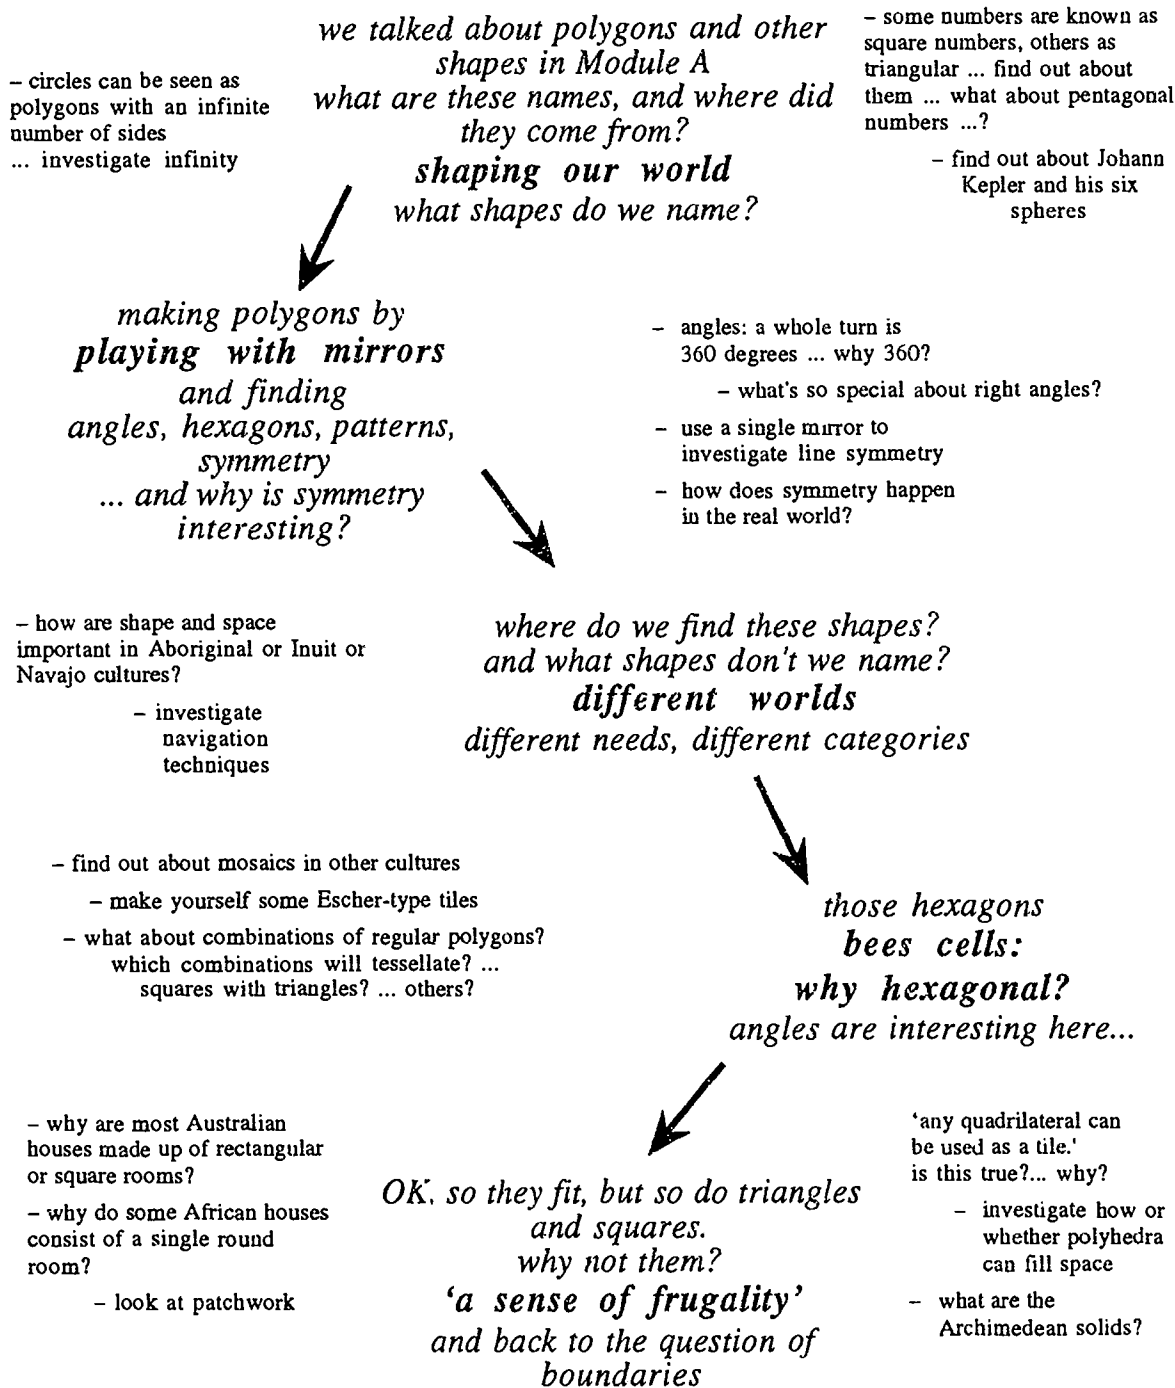 we talked about polygons and other
shapes in Module A
what are these names, and where did
they come from?
shaping our world
what shapes do we name?
– circles can be seen as
polygons with an infinite
number of sides
... investigate infinity
– some numbers are known as
square numbers, others as
triangular ... find out about
them ... what about pentagonal
numbers ...?
– find out about Johann
Kepler and his six
spheres
making polygons by
playing with mirrors
and finding
angles, hexagons, patterns,
symmetry
... and why is symmetry
interesting?
– angles: a whole turn is
360 degrees ... why 360?
– what's so special about right angles?
– use a single mirror to
investigate line symmetry
– how does symmetry happen
in the real world?
– how are shape and space
important in Aboriginal or Inuit or
Navajo cultures?
– investigate
navigation
techniques
where do we find these shapes?
and what shapes don't we name?
different worlds
different needs, different categories
– find out about mosaics in other cultures
– make yourself some Escher-type tiles
– what about combinations of regular polygons?
which combinations will tessellate? ...
squares with triangles? ... others?
those hexagons
bees cells:
why hexagonal?
angles are interesting here...
– why are most Australian
houses made up of rectangular
or square rooms?
– why do some African houses
consist of a single round
room?
– look at patchwork
OK, so they fit, but so do triangles
and squares.
why not them?
‘a sense of frugality’
and back to the question of
boundaries
‘any quadrilateral can
be used as a tile.'
is this true?... why?
– investigate how or
whether polyhedra
can fill space
– what are the
Archimedean solids?